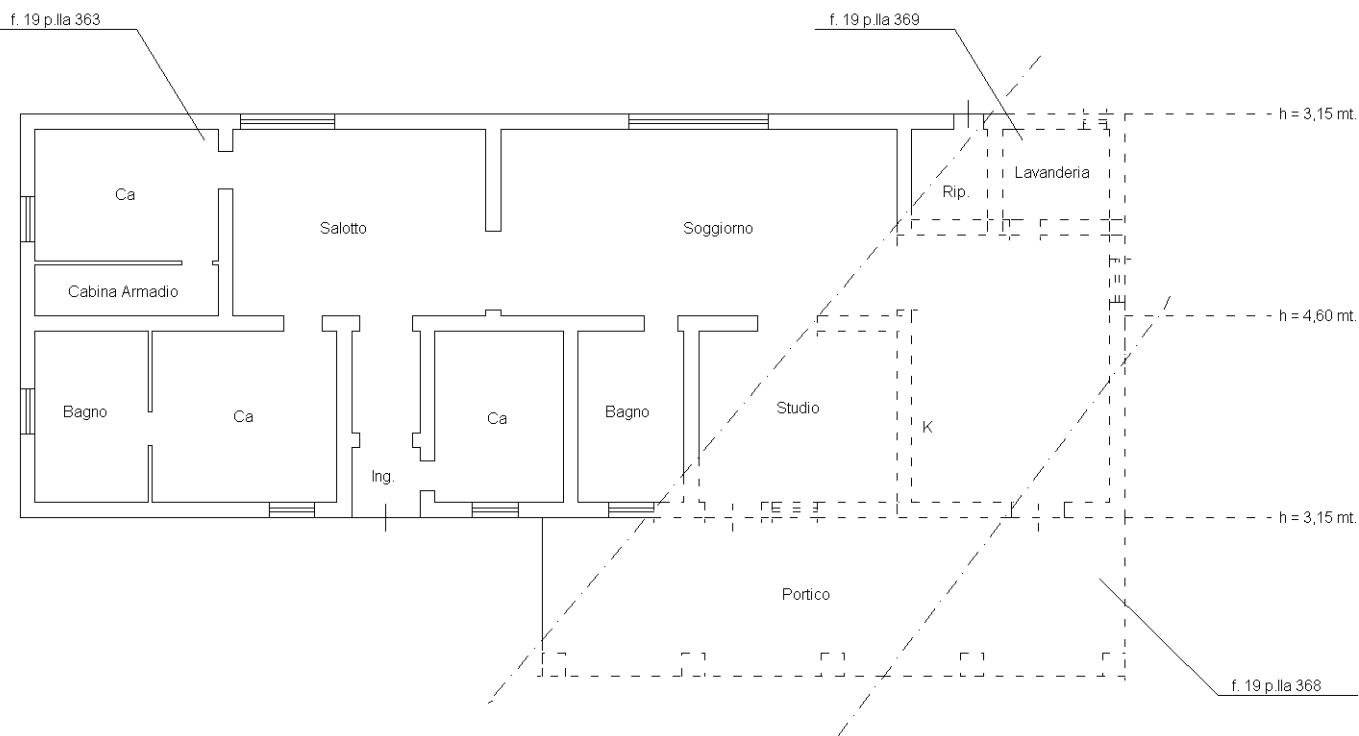 f. 19 p.lla 363
f. 19 p.lla 369
h = 3,15 mt.
Lavanderia
Ca
Rip.
Salotto
Soggiorno
Cabina Armadio
h = 4,60 mt.
Bagno
Ca
Ca
Bagno
Studio
K
Ing.
h = 3,15 mt.
Portico
f. 19 p.lla 368